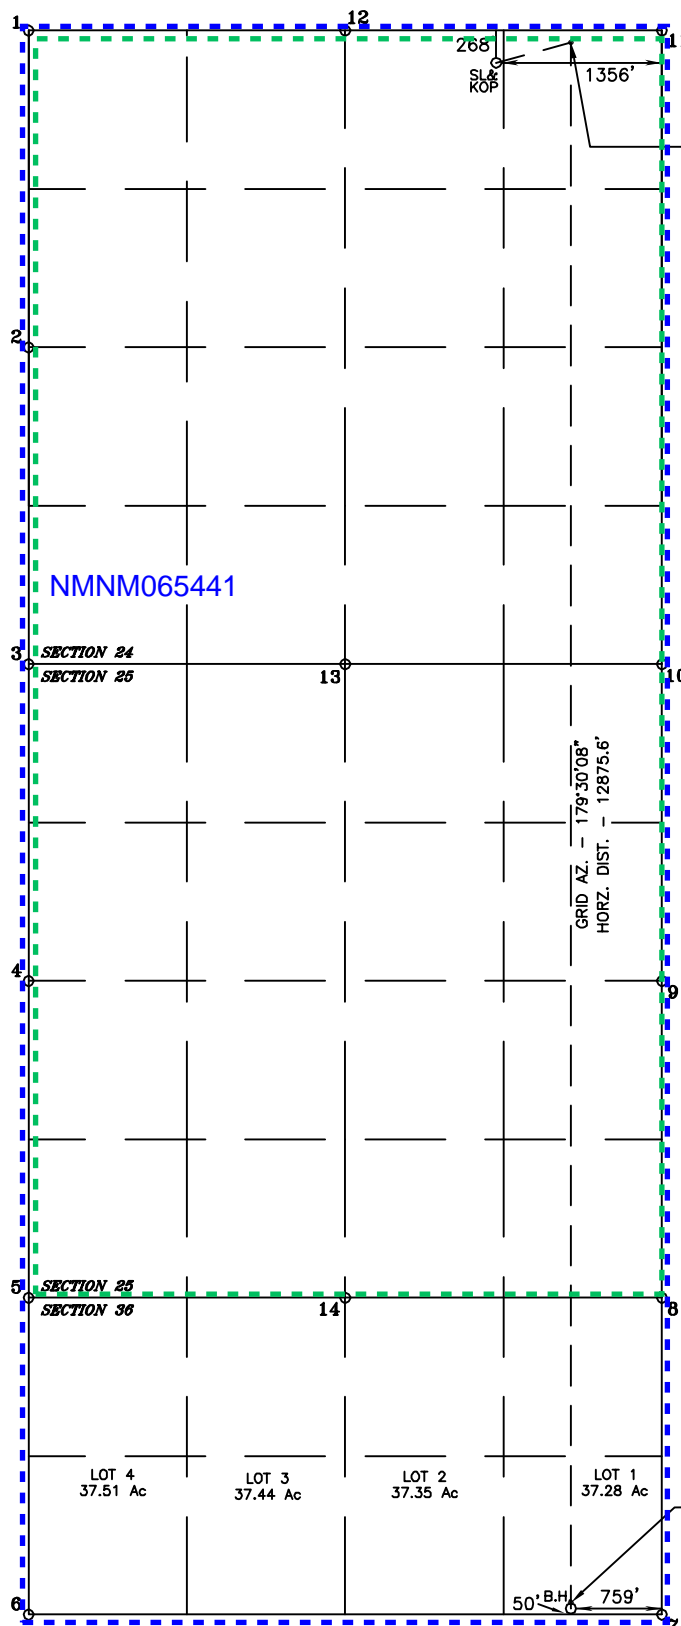 1
12
268
SL&
KOP
1356'
2
NMNM065441
3
SECTION 24
SECTION 25
13
10
GRID AZ. – 179°30'08"
HORZ. DIST. – 12875.6'
4
9
5
SECTION 25
SECTION 36
14
8
LOT 4
37.51 Ac
LOT 3
37.44 Ac
LOT 2
37.35 Ac
LOT 1
37.28 Ac
6
50'
B.H.
759'